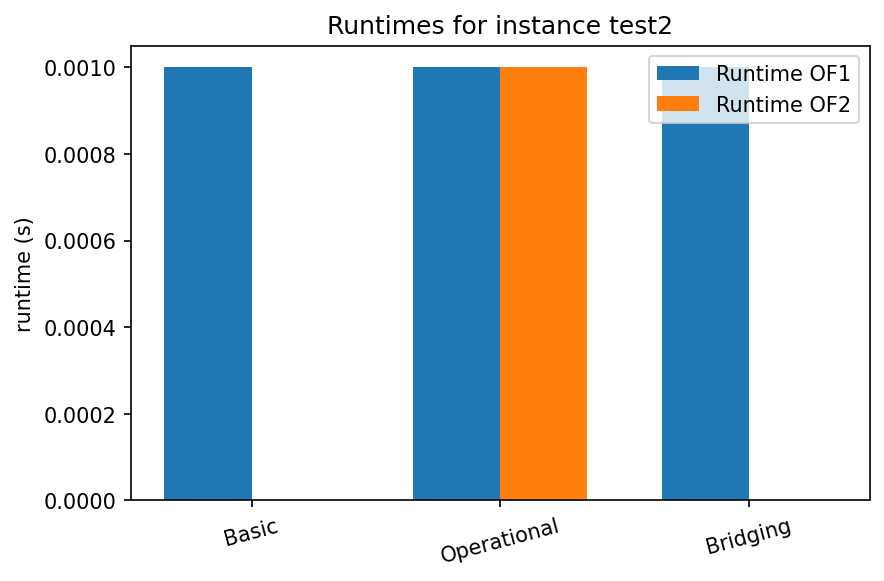 Runtimes for instance test2
Runtime OF1
Runtime OF2
runtime (s)
0.0010
0.0008
0.0006
0.0004
0.0002
0.0000
Basic
Operational
Bridging